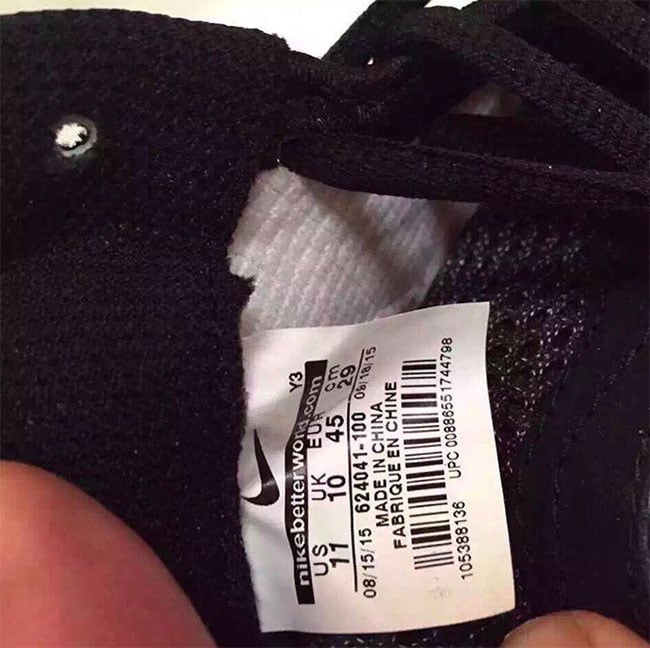 nikebetterworld.com Y3
US UK EUR cm
11 10 45 29
08/15/15 624041-100 08/18/15
MADE IN CHINA
FABRIQUE EN CHINE
105388136 UPC 00886551744798